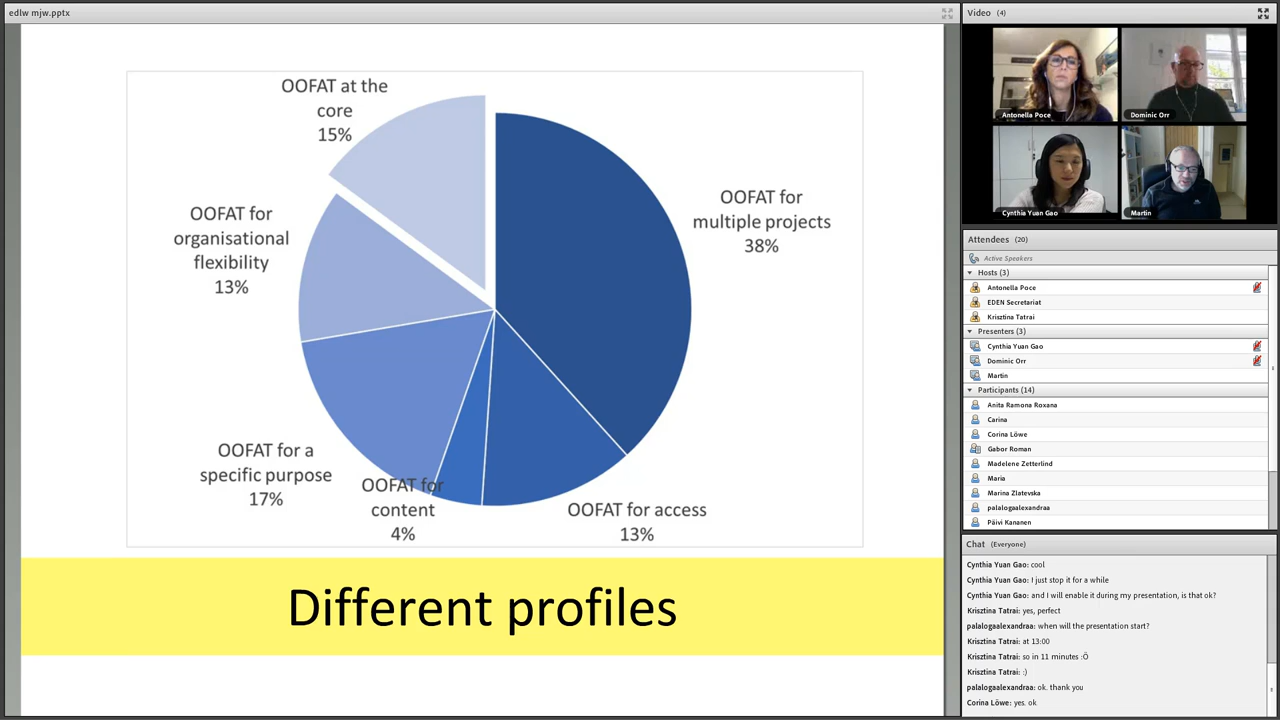 edlw mjw.pptx
OOFAT at the
core
15%
OOFAT for
multiple projects
38%
OOFAT for
organisational
flexibility
13%
OOFAT for a
specific purpose
17%
OOFAT for
content
4%
OOFAT for access
13%
Different profiles
Video (4)
Antonella Poce
Dominic Orr
Cynthia Yuan Gao
Martin
Attendees (20)
Active Speakers
Hosts (3)
Antonella Poce
EDEN Secretariat
Krisztina Tatrai
Presenters (3)
Cynthia Yuan Gao
Dominic Orr
Martin
Participants (14)
Anita Ramona Roxana
Carina
Corina Löwe
Gabor Roman
Madelene Zetterlind
Maria
Marina Zlatevska
palalogaalexandraa
Päivi Kananen
Chat (Everyone)
Cynthia Yuan Gao: cool
Cynthia Yuan Gao: I just stop it for a while
Cynthia Yuan Gao: and I will enable it during my presentation, is that ok?
Krisztina Tatrai: yes, perfect
palalogaalexandraa: when will the presentation start?
Krisztina Tatrai: at 13:00
Krisztina Tatrai: so in 11 minutes :Ö
Krisztina Tatrai: :)
palalogaalexandraa: ok. thank you
Corina Löwe: yes. ok